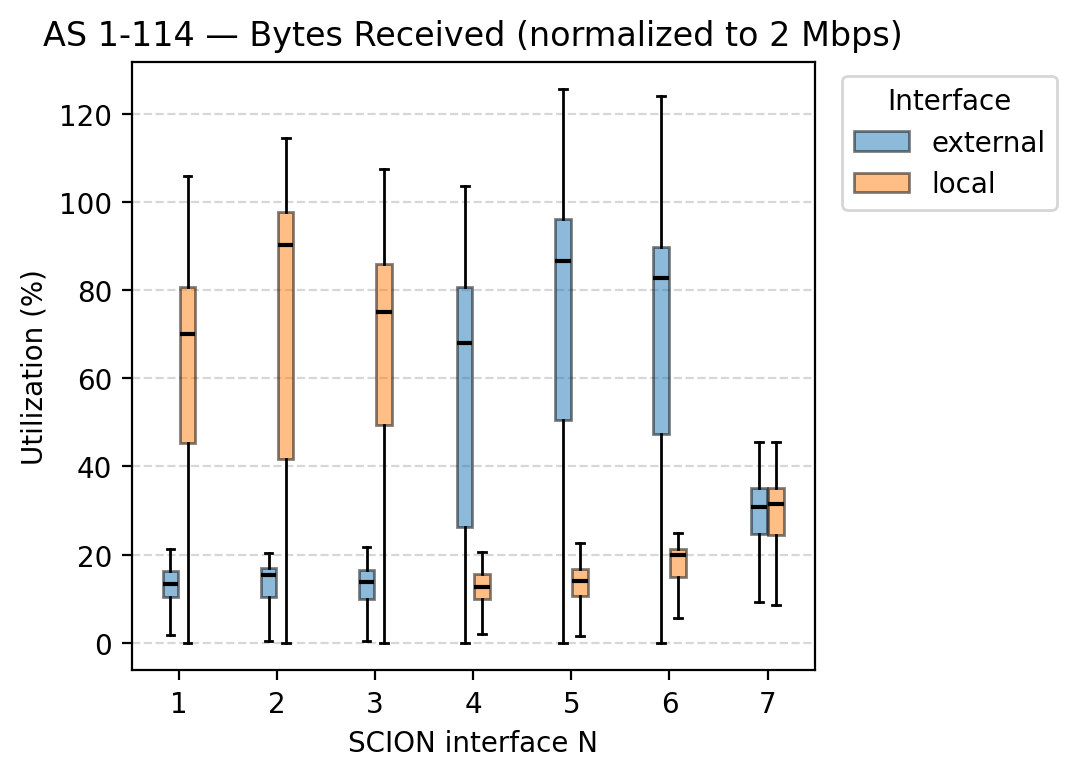 AS 1-114 — Bytes Received (normalized to 2 Mbps)
Interface
external
local
Utilization (%)
120
100
80
60
40
20
0
1 2 3 4 5 6 7
SCION interface N